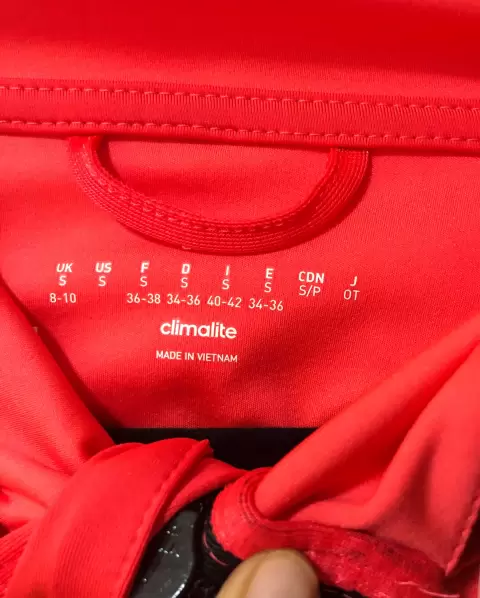 UK US F D I E CDN J
S S S S S S S/P OT
8-10 36-38 34-36 40-42 34-36
climalite
MADE IN VIETNAM